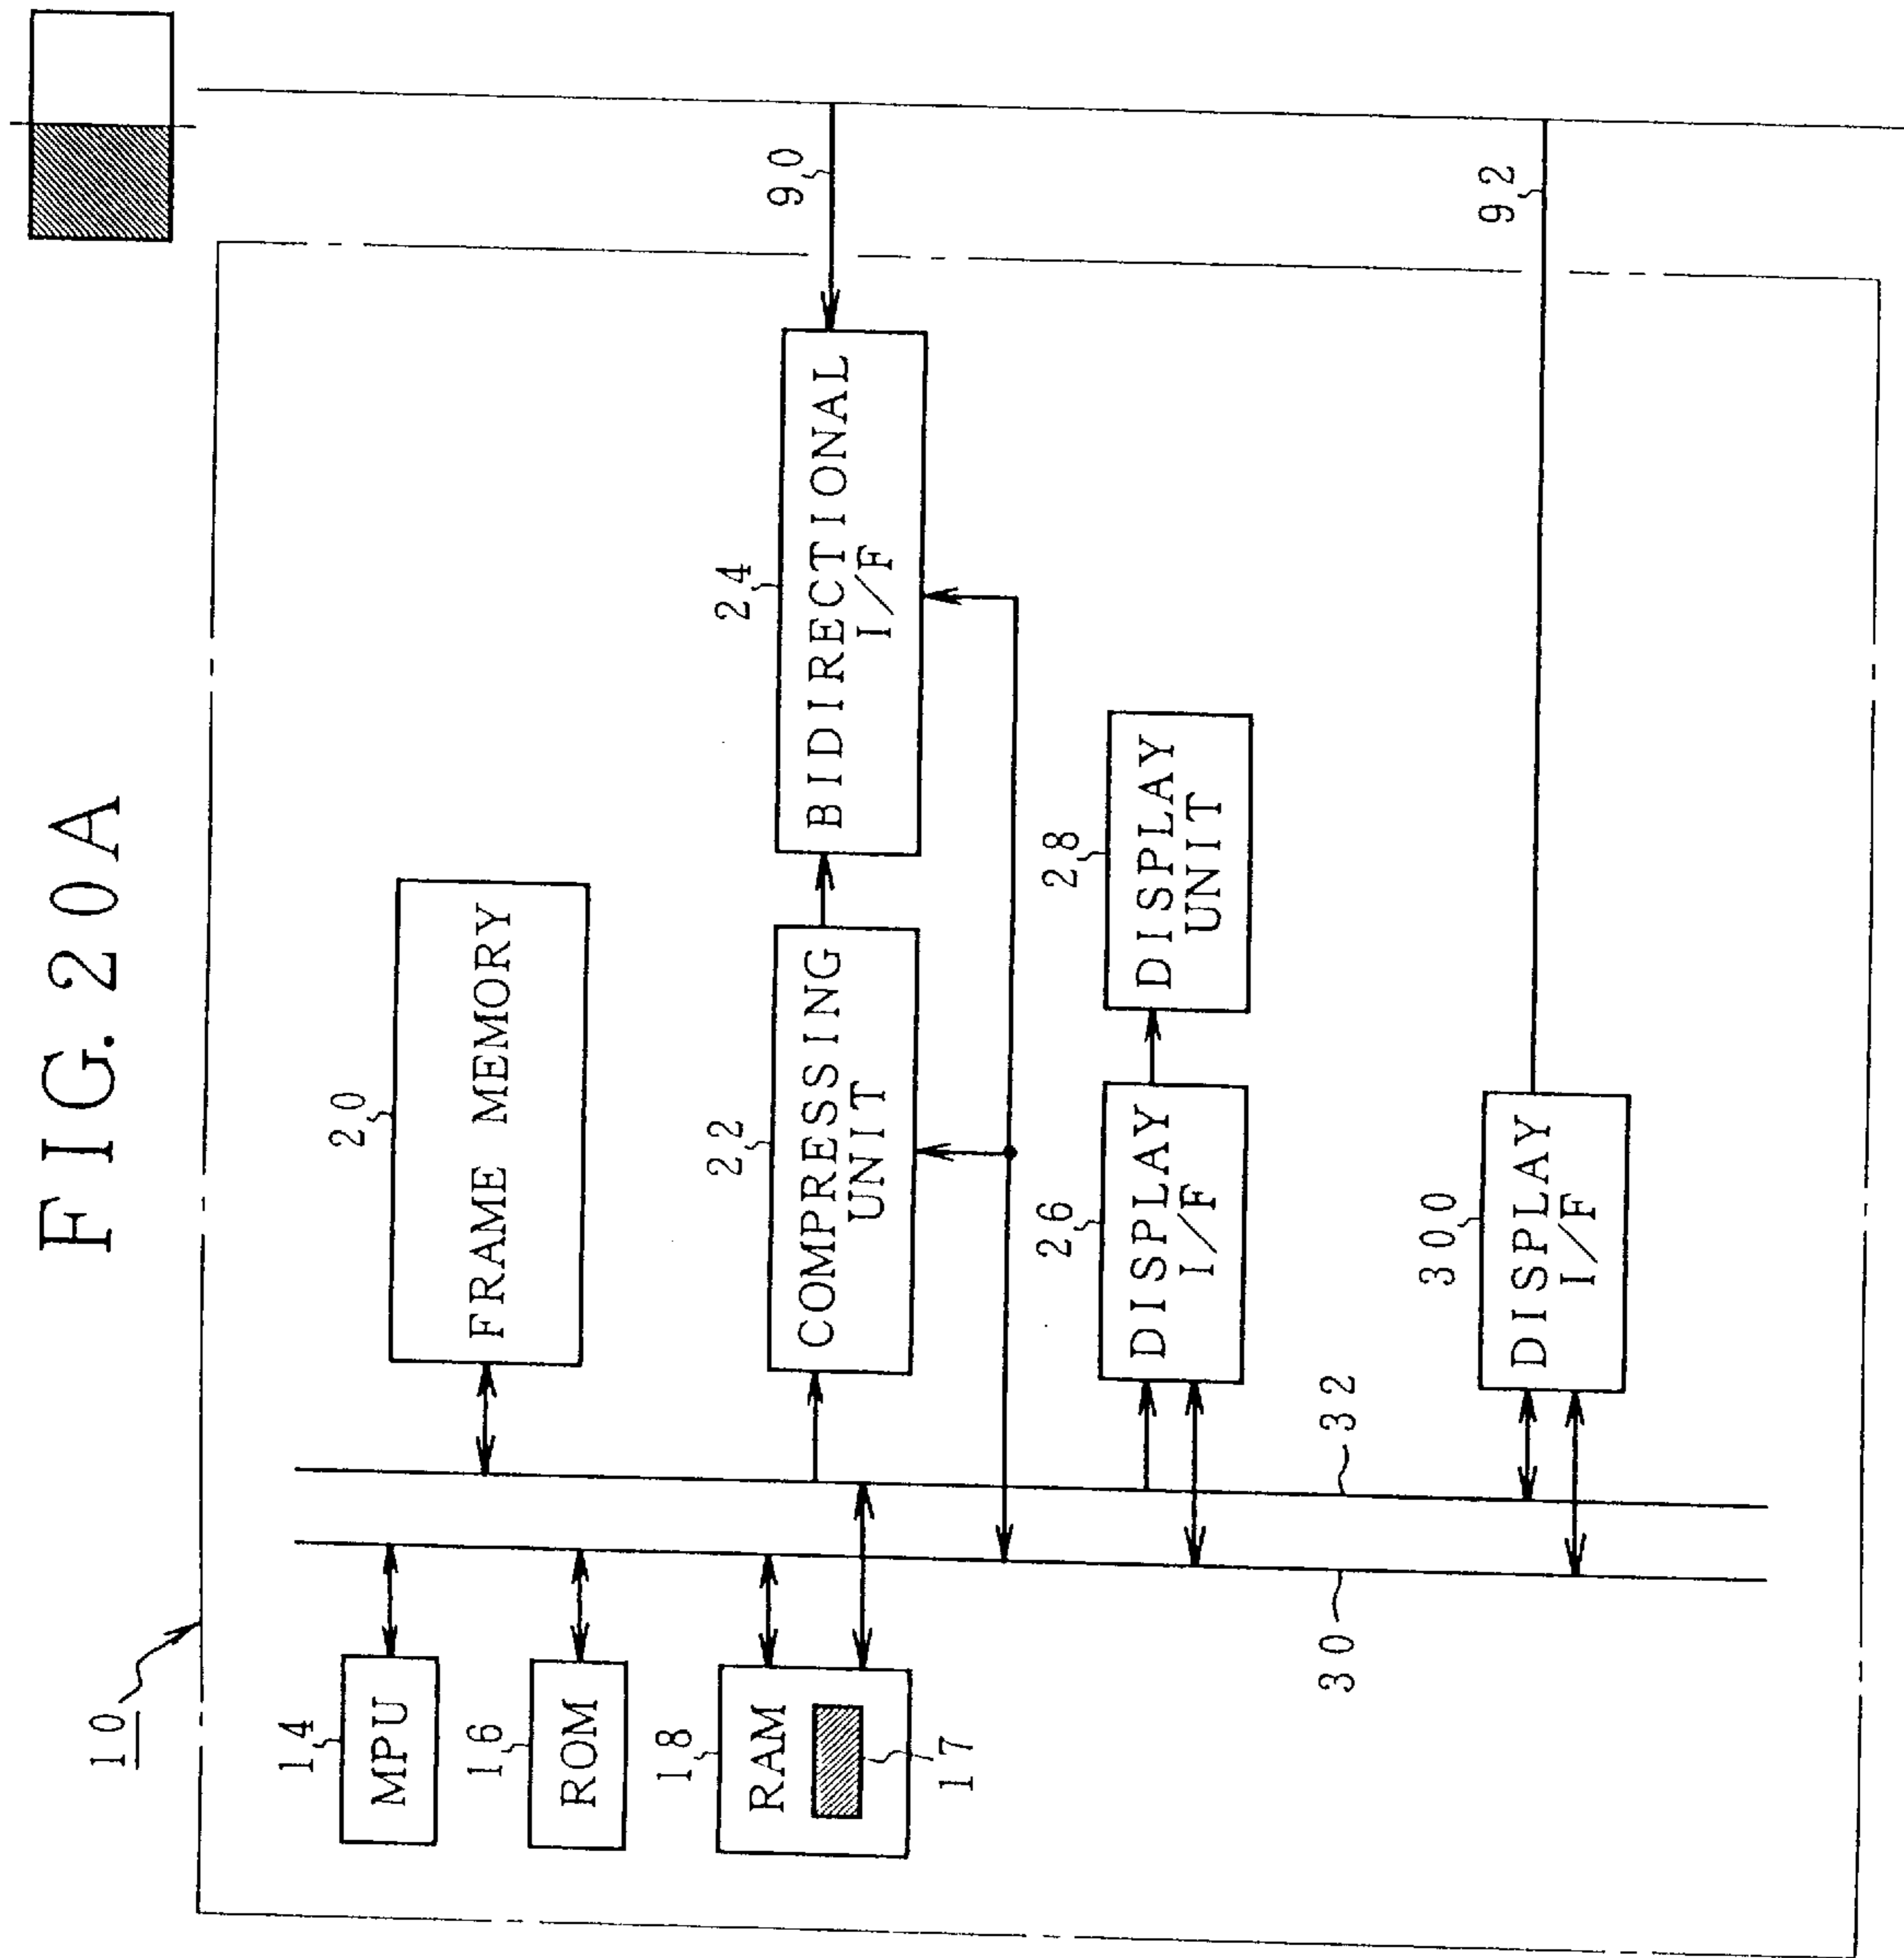 FIG. 20A
10
14
MPU
16
ROM
18
RAM
17
20
FRAME MEMORY
22
COMPRESSING
UNIT
24
BIDIRECTIONAL
I/F
90
26
DISPLAY
I/F
28
DISPLAY
UNIT
30
32
300
DISPLAY
I/F
92